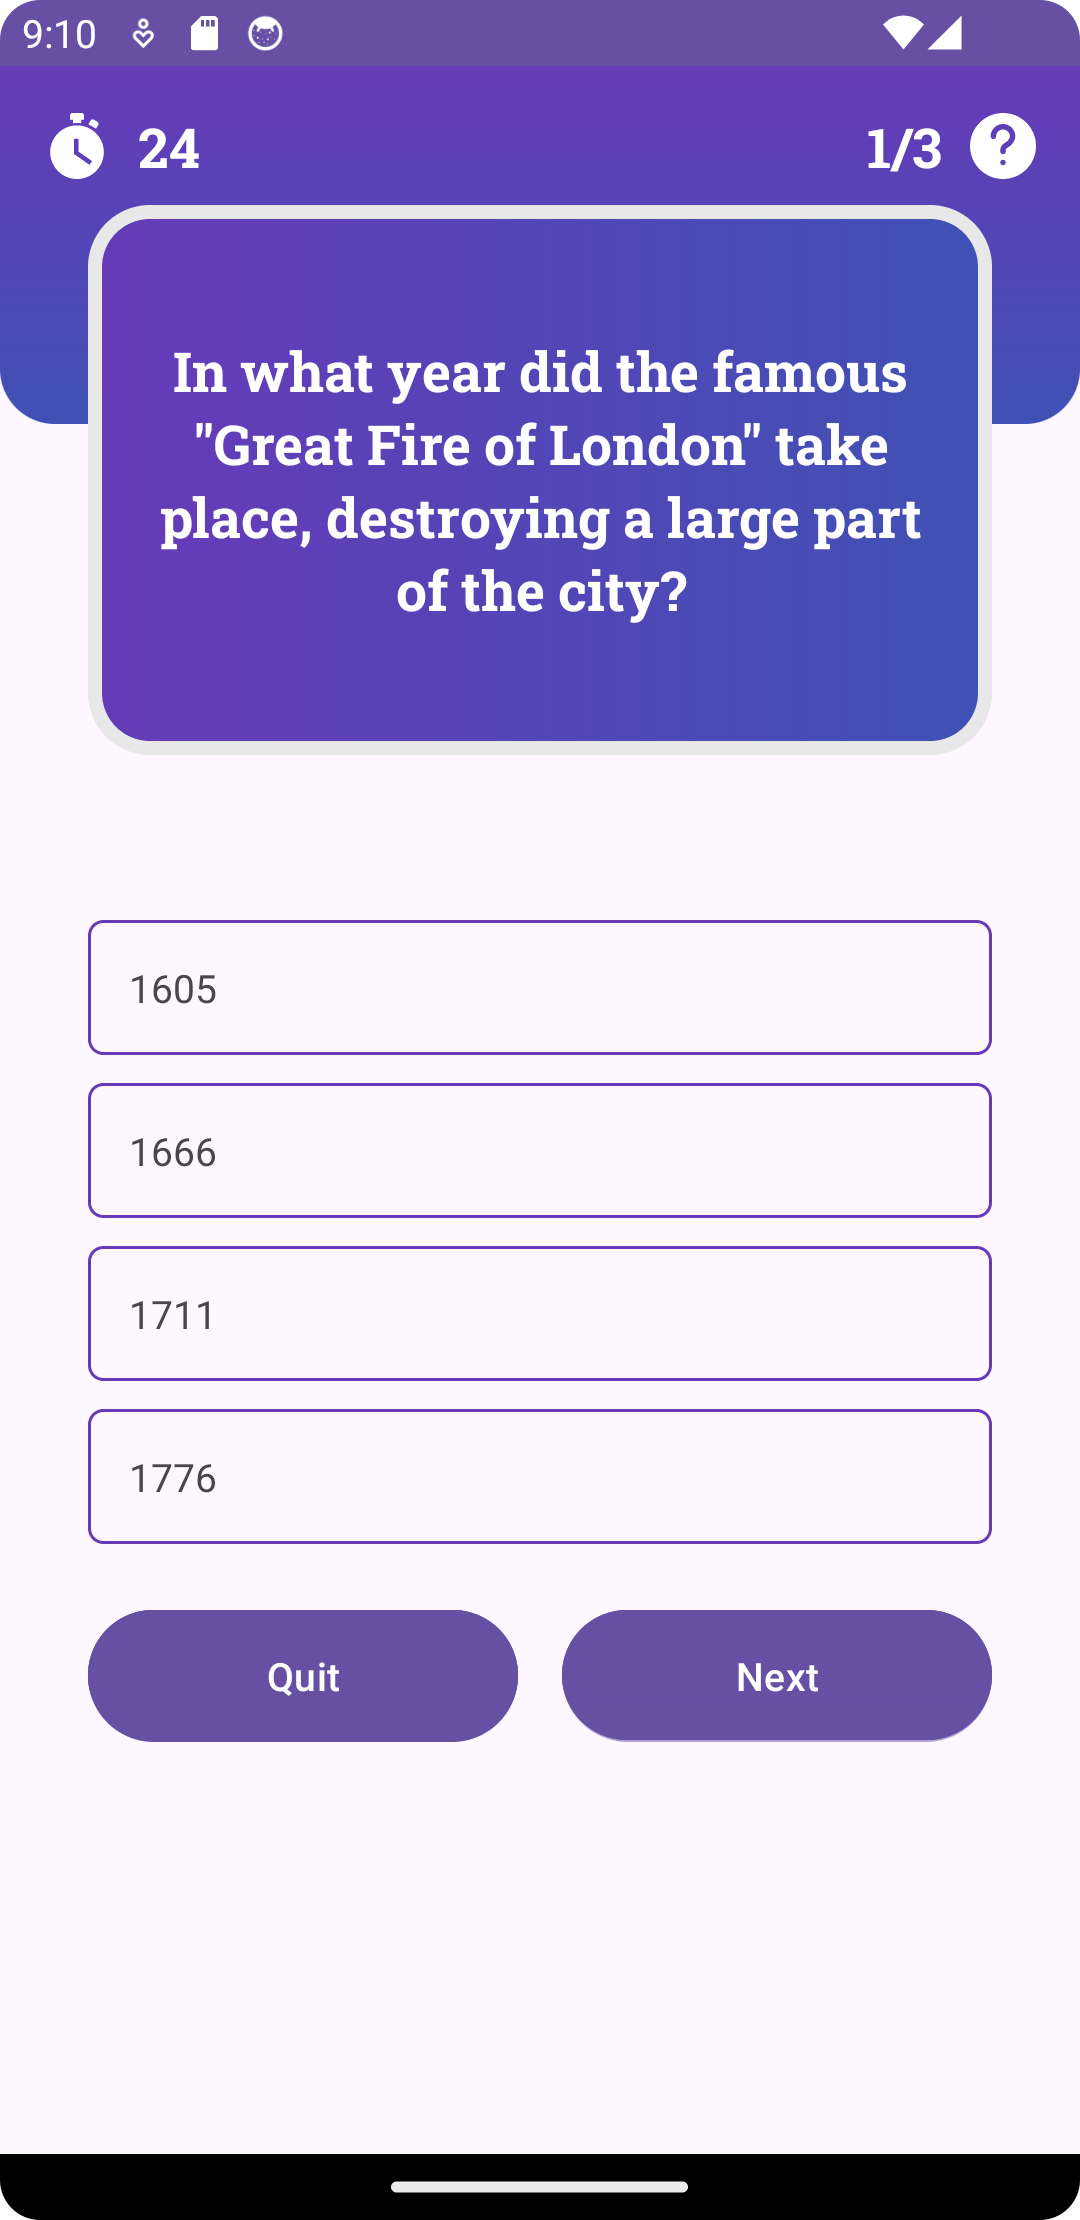 9:10
24
1/3
In what year did the famous
"Great Fire of London" take
place, destroying a large part
of the city?
1605
1666
1711
1776
Quit
Next